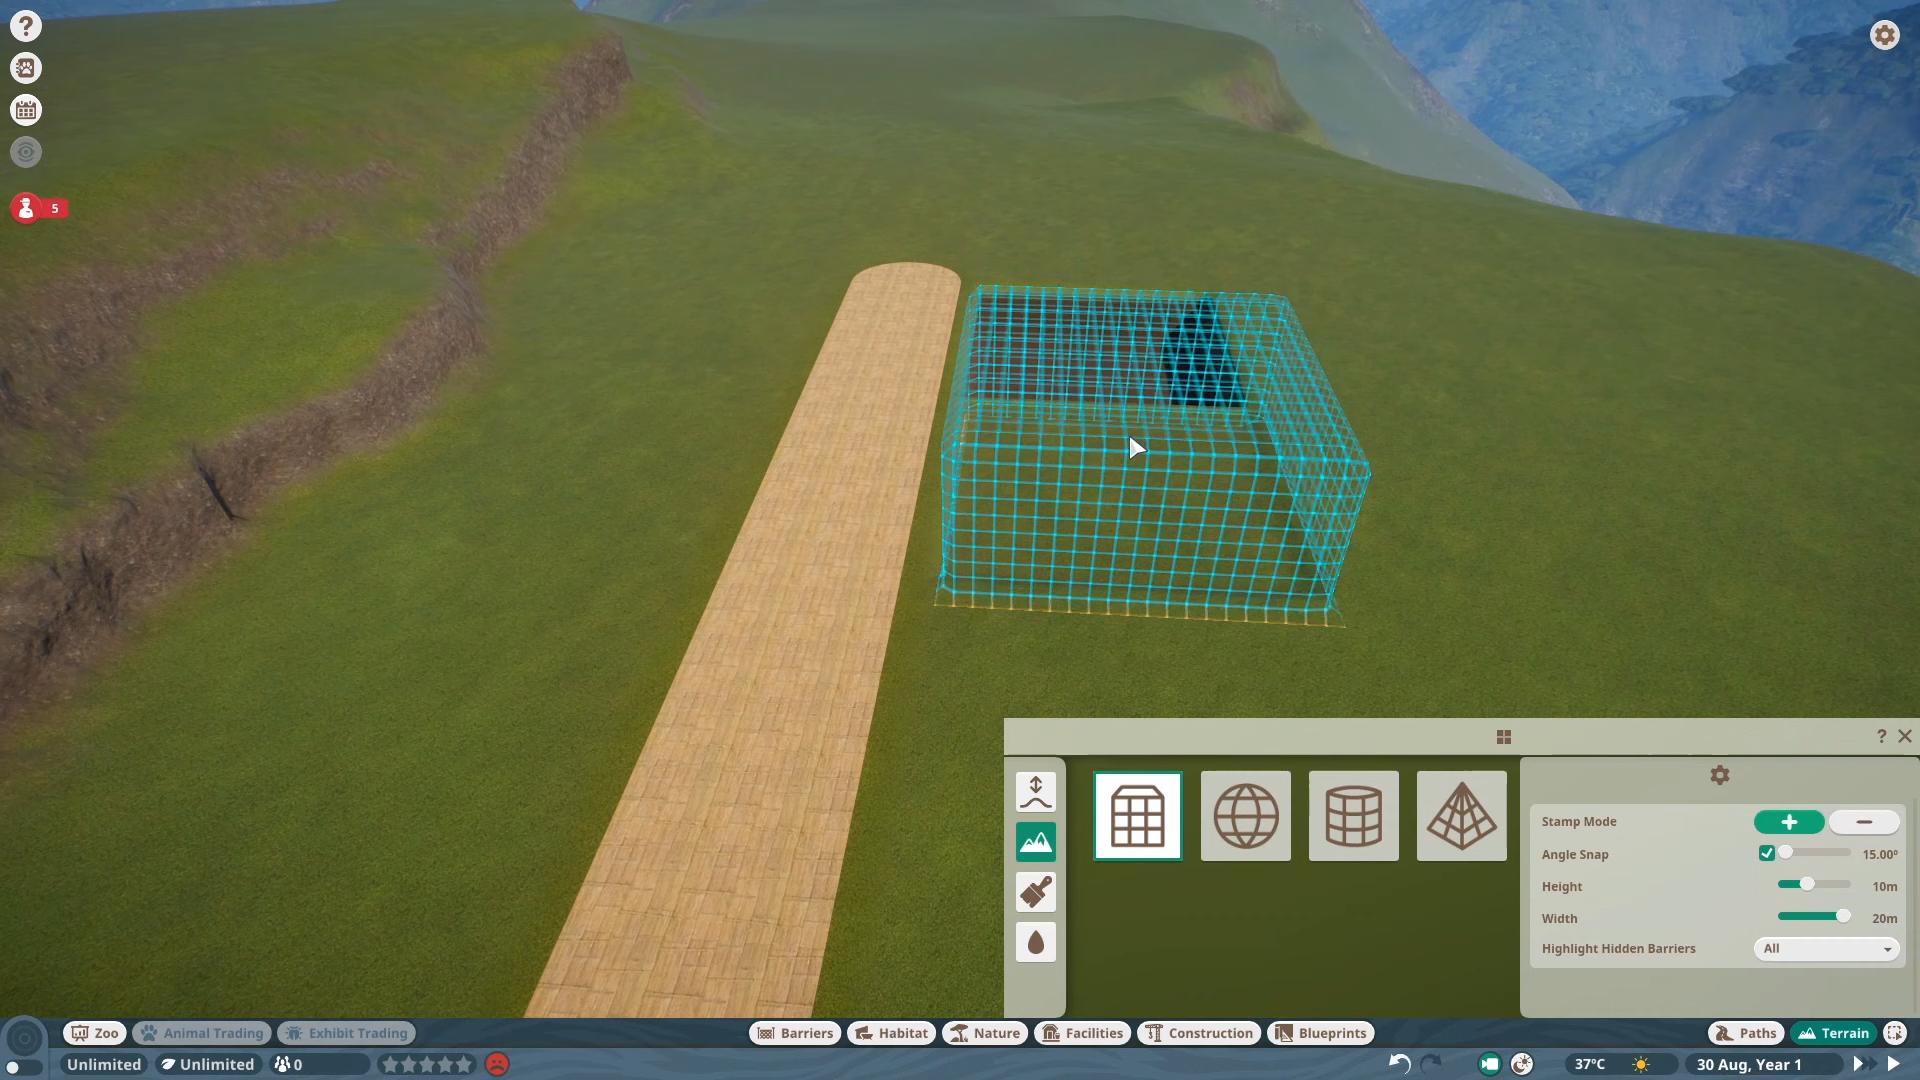 ?
5
?
Stamp Mode
Angle Snap 15.00º
Height 10m
Width 20m
Highlight Hidden Barriers All
Zoo Animal Trading Exhibit Trading Barriers Habitat Nature Facilities Construction Blueprints Paths Terrain
Unlimited Unlimited 0 37°C 30 Aug, Year 1